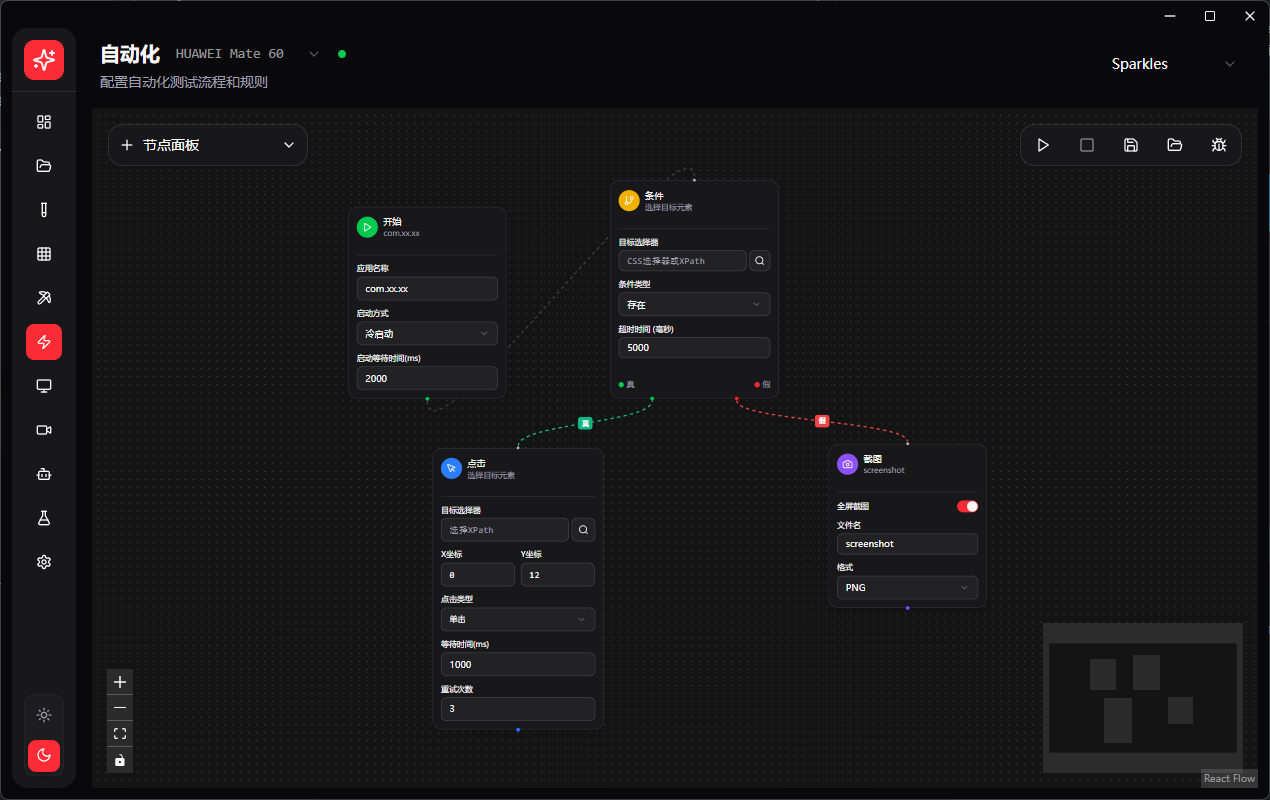 自动化
HUAWEI Mate 60
配置自动化测试流程和规则
Sparkles
节点面板
开始
com.xx.xx
应用名称
com.xx.xx
启动方式
冷启动
启动等待时间(ms)
2000
条件
选择目标元素
目标选择器
CSS选择器或XPath
条件类型
存在
超时时间 (毫秒)
5000
真
假
真
假
点击
选择目标元素
目标选择器
选择XPath
X坐标
Y坐标
0
12
点击类型
单击
等待时间(ms)
1000
重试次数
3
截图
screenshot
全屏截图
文件名
screenshot
格式
PNG
React Flow